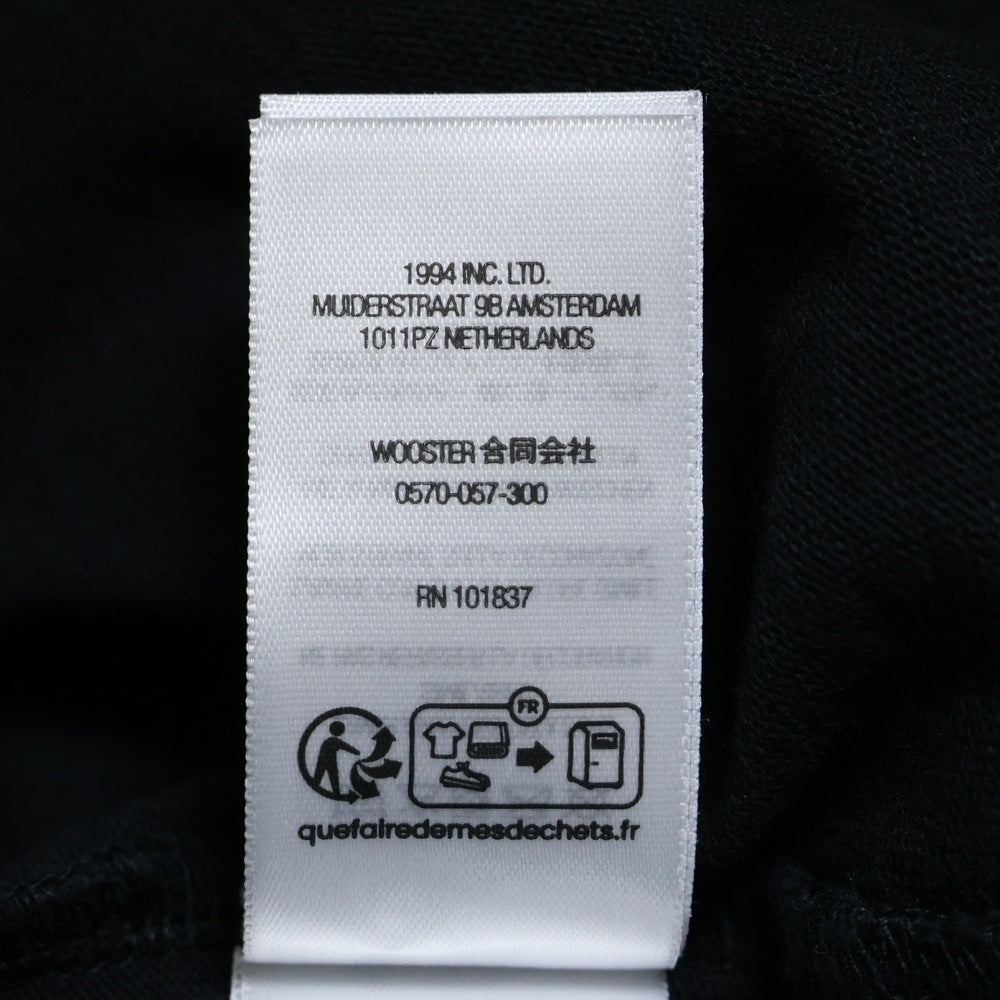 1994 INC. LTD.
MUIDERSTRAAT 9B AMSTERDAM
1011PZ NETHERLANDS
WOOSTER 合同会社
0570-057-300
RN 101837
FR
quefairedemesdechets.fr